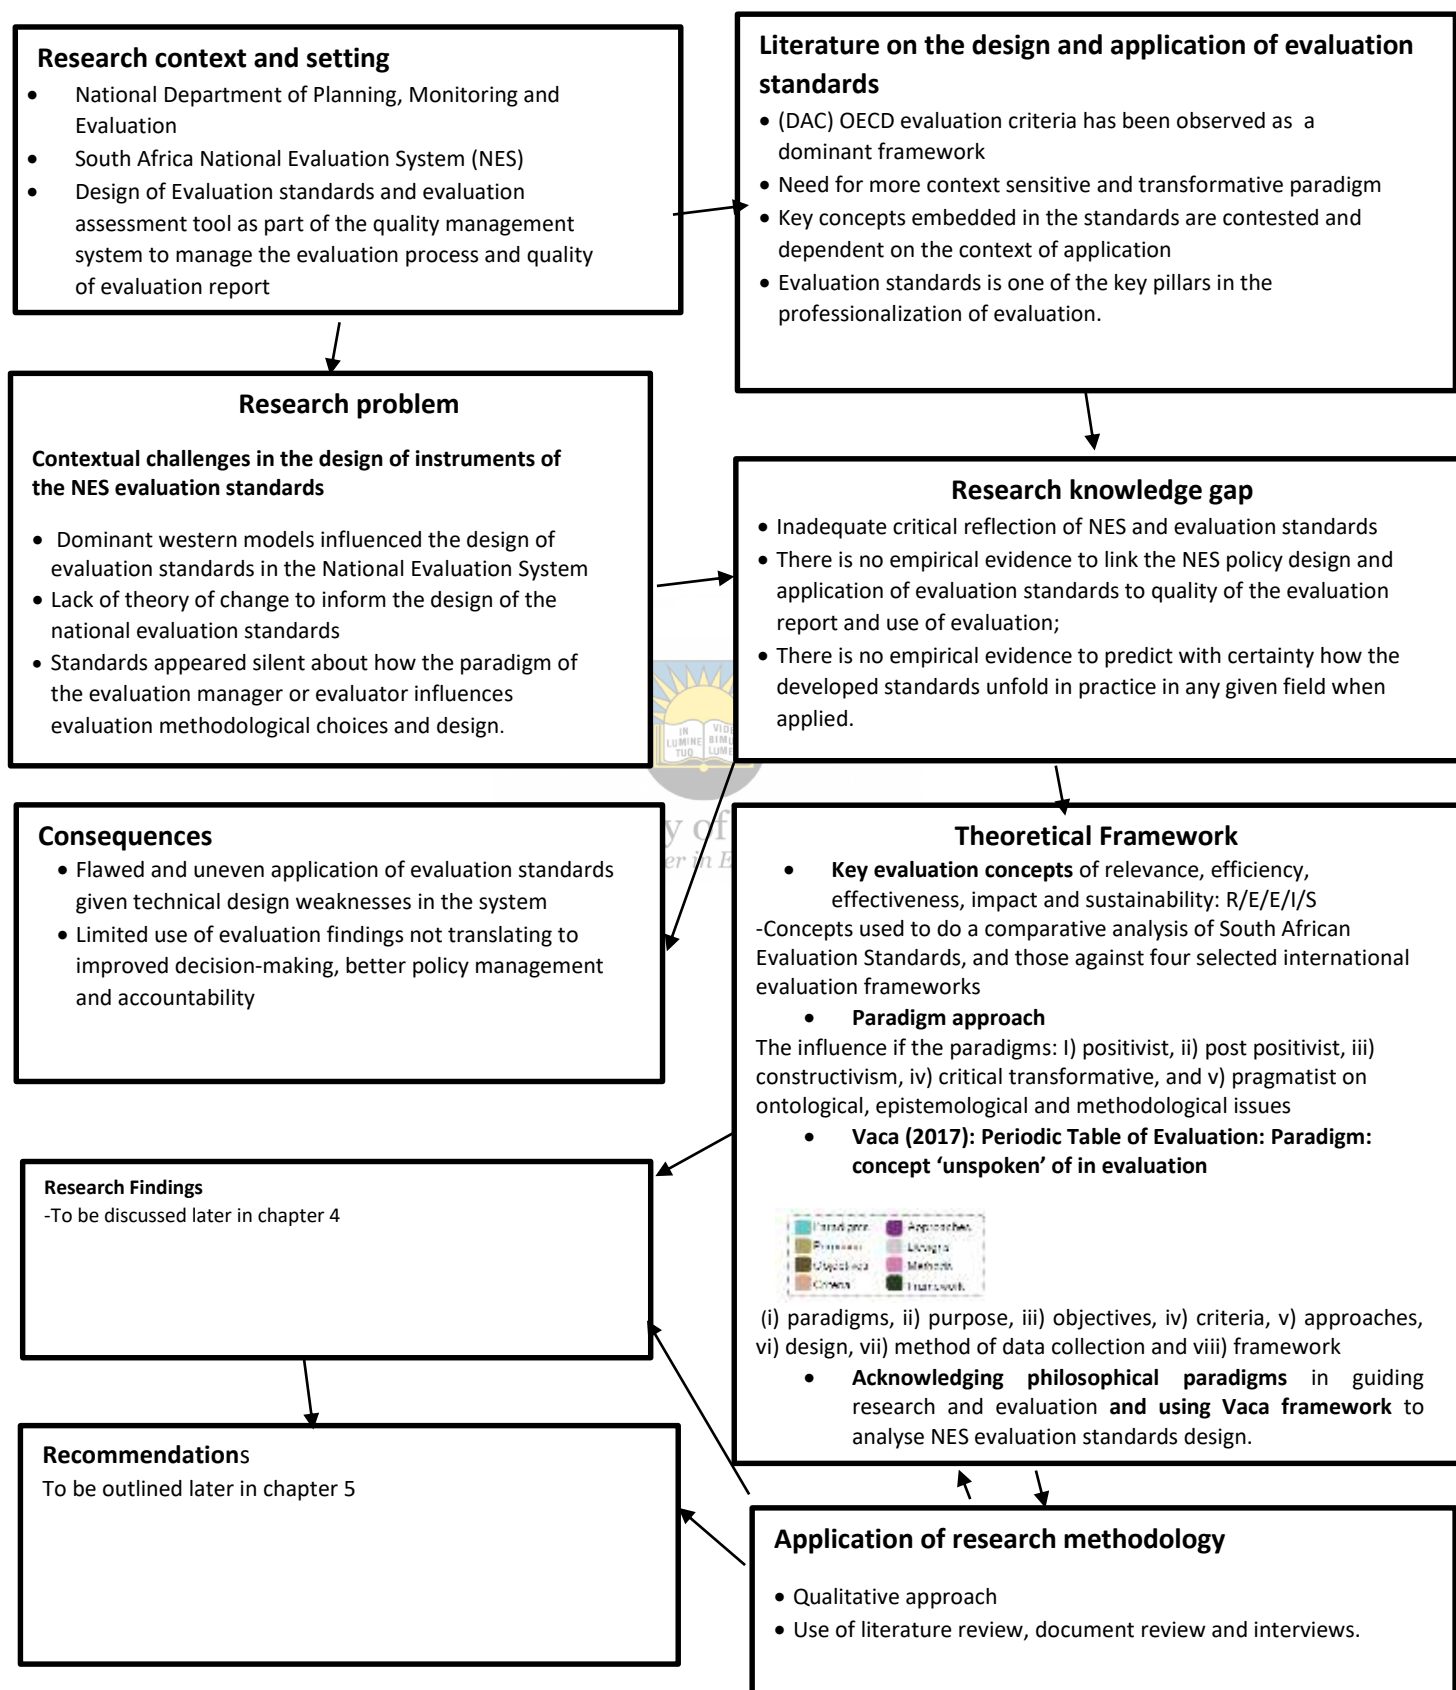 Research context and setting
• National Department of Planning, Monitoring and
Evaluation
• South Africa National Evaluation System (NES)
• Design of Evaluation standards and evaluation
assessment tool as part of the quality management
system to manage the evaluation process and quality
of evaluation report
Literature on the design and application of evaluation
standards
• (DAC) OECD evaluation criteria has been observed as a
dominant framework
• Need for more context sensitive and transformative paradigm
• Key concepts embedded in the standards are contested and
dependent on the context of application
• Evaluation standards is one of the key pillars in the
professionalization of evaluation.
Research problem
Contextual challenges in the design of instruments of
the NES evaluation standards
• Dominant western models influenced the design of
evaluation standards in the National Evaluation System
• Lack of theory of change to inform the design of the
national evaluation standards
• Standards appeared silent about how the paradigm of
the evaluation manager or evaluator influences
evaluation methodological choices and design.
Research knowledge gap
• Inadequate critical reflection of NES and evaluation standards
• There is no empirical evidence to link the NES policy design and
application of evaluation standards to quality of the evaluation
report and use of evaluation;
• There is no empirical evidence to predict with certainty how the
developed standards unfold in practice in any given field when
applied.
IN
LUMINE
TUO
LUME
y of
er in E
Consequences
• Flawed and uneven application of evaluation standards
given technical design weaknesses in the system
• Limited use of evaluation findings not translating to
improved decision-making, better policy management
and accountability
Theoretical Framework
• Key evaluation concepts of relevance, efficiency,
effectiveness, impact and sustainability: R/E/E/I/S
-Concepts used to do a comparative analysis of South African
Evaluation Standards, and those against four selected international
evaluation frameworks
• Paradigm approach
The influence if the paradigms: I) positivist, ii) post positivist, iii)
constructivism, iv) critical transformative, and v) pragmatist on
ontological, epistemological and methodological issues
• Vaca (2017): Periodic Table of Evaluation: Paradigm:
concept ‘unspoken’ of in evaluation
Paradigms
Approaches
Designs
Objectives
Methods
Criteria
Framework
(i) paradigms, ii) purpose, iii) objectives, iv) criteria, v) approaches,
vi) design, vii) method of data collection and viii) framework
• Acknowledging philosophical paradigms in guiding
research and evaluation and using Vaca framework to
analyse NES evaluation standards design.
Research Findings
-To be discussed later in chapter 4
Recommendations
To be outlined later in chapter 5
Application of research methodology
• Qualitative approach
• Use of literature review, document review and interviews.